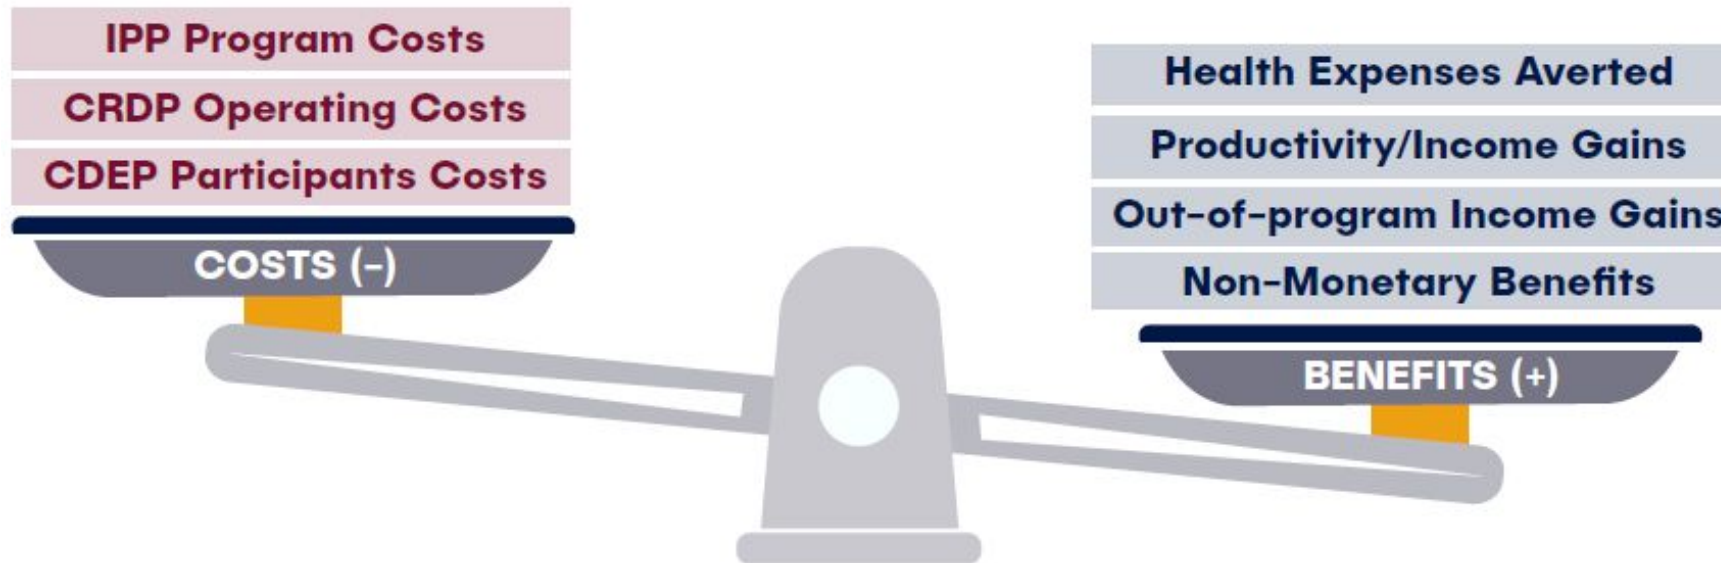 IPP Program Costs
CRDP Operating Costs
CDEP Participants Costs
COSTS (-)
Health Expenses Averted
Productivity/Income Gains
Out-of-program Income Gains
Non-Monetary Benefits
BENEFITS (+)